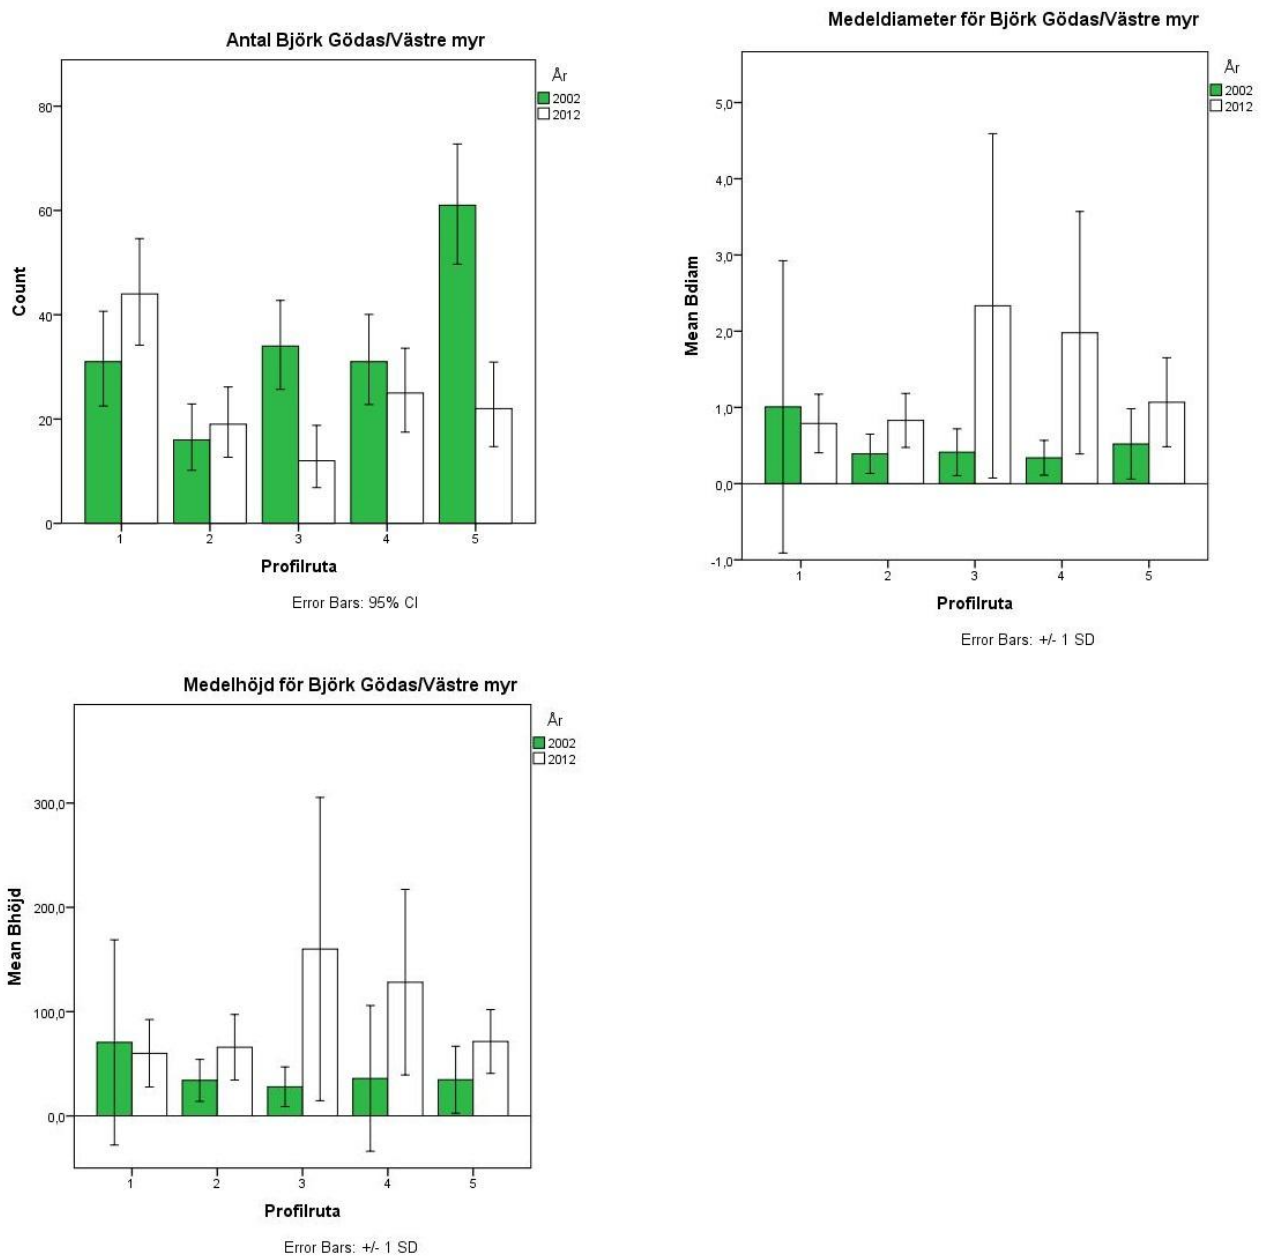 Antal Björk Gödas/Västre myr
År
2002
2012
80
60
40
20
0
Count
1 2 3 4 5
Profilruta
Error Bars: 95% CI
Medeldiameter för Björk Gödas/Västre myr
År
2002
2012
5,0
4,0
3,0
2,0
1,0
0,0
-1,0
Mean Bdiam
1 2 3 4 5
Profilruta
Error Bars: +/- 1 SD
Medelhöjd för Björk Gödas/Västre myr
År
2002
2012
300,0
200,0
100,0
0,0
Mean Bhöjd
1 2 3 4 5
Profilruta
Error Bars: +/- 1 SD